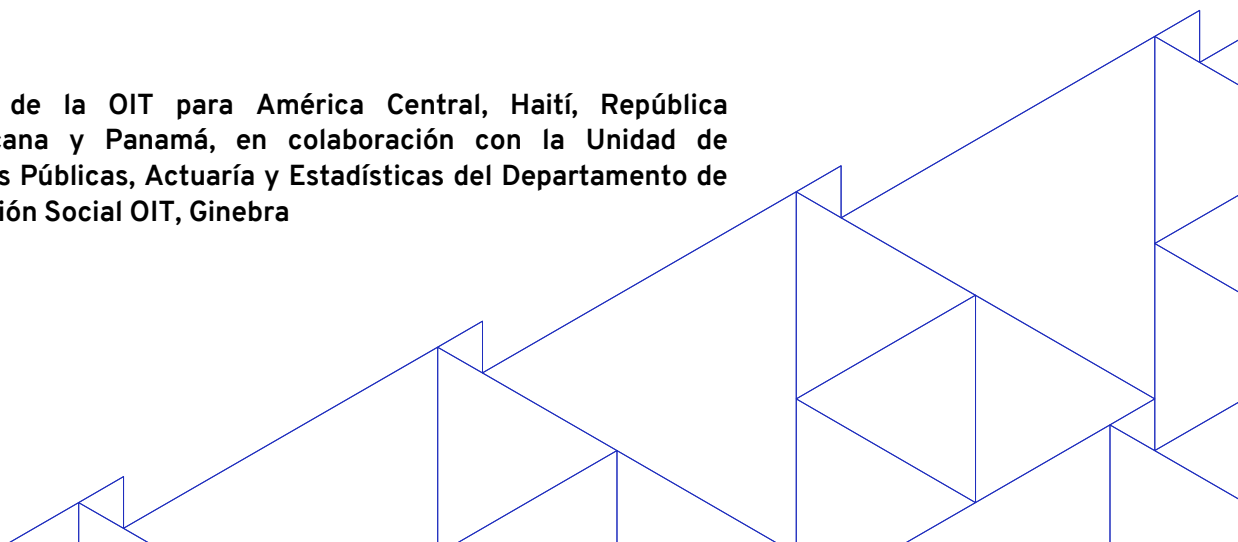 de la OIT para América Central, Haití, República
cana y Panamá, en colaboración con la Unidad de
s Públicas, Actuaría y Estadísticas del Departamento de
ión Social OIT, Ginebra